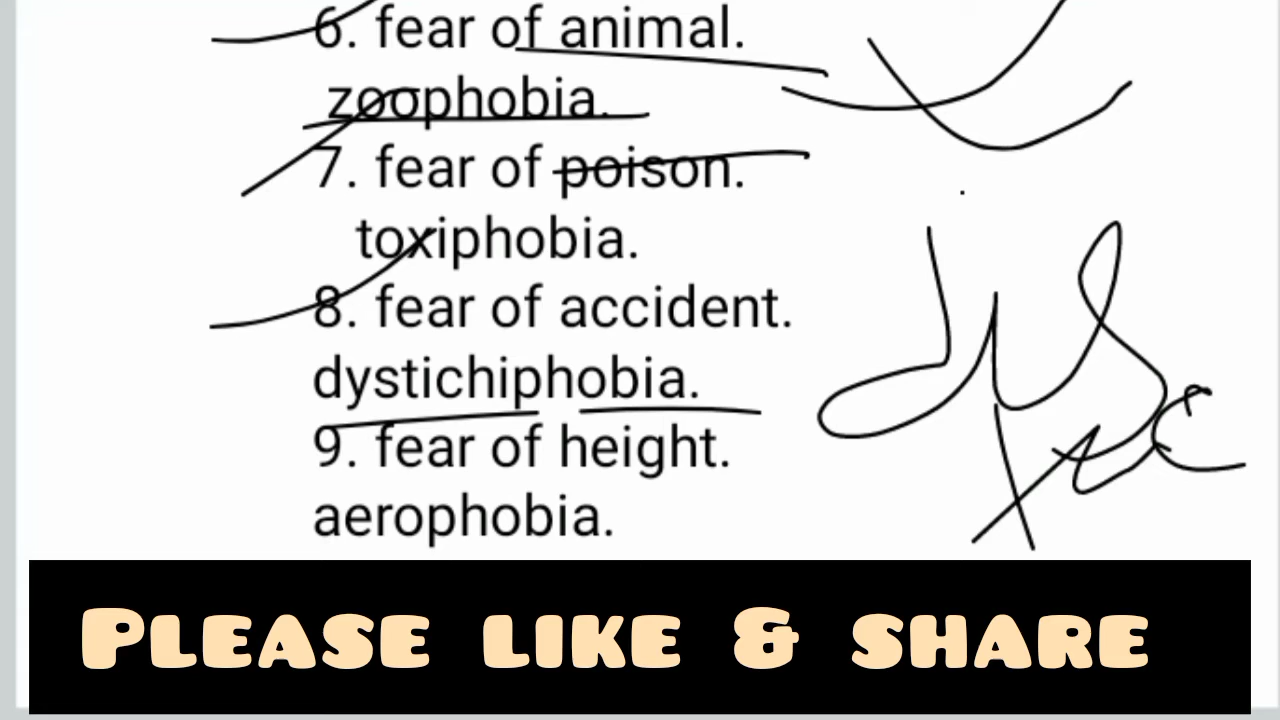 6. fear of animal.
zoophobia.
7. fear of poison.
toxiphobia.
8. fear of accident.
dystichiphobia.
9. fear of height.
aerophobia.
Please like & share